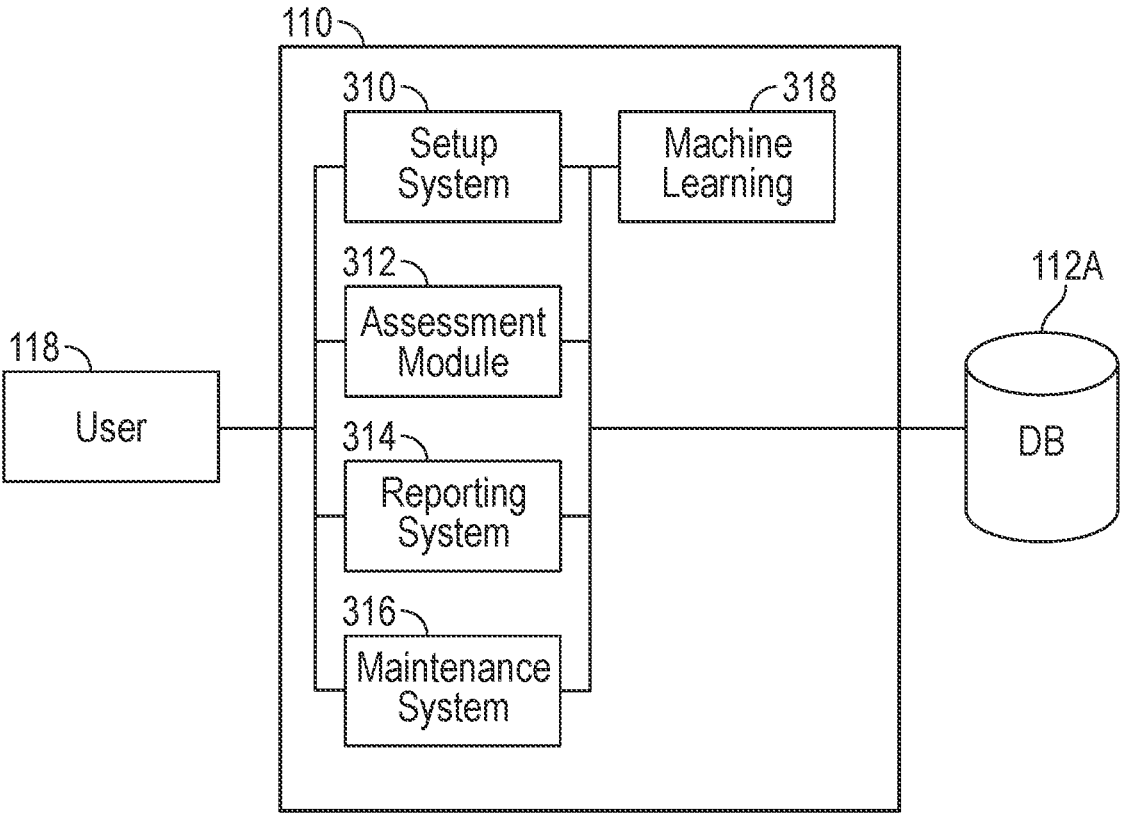 110
310
Setup
System
318
Machine
Learning
312
Assessment
Module
112A
DB
118
User
314
Reporting
System
316
Maintenance
System